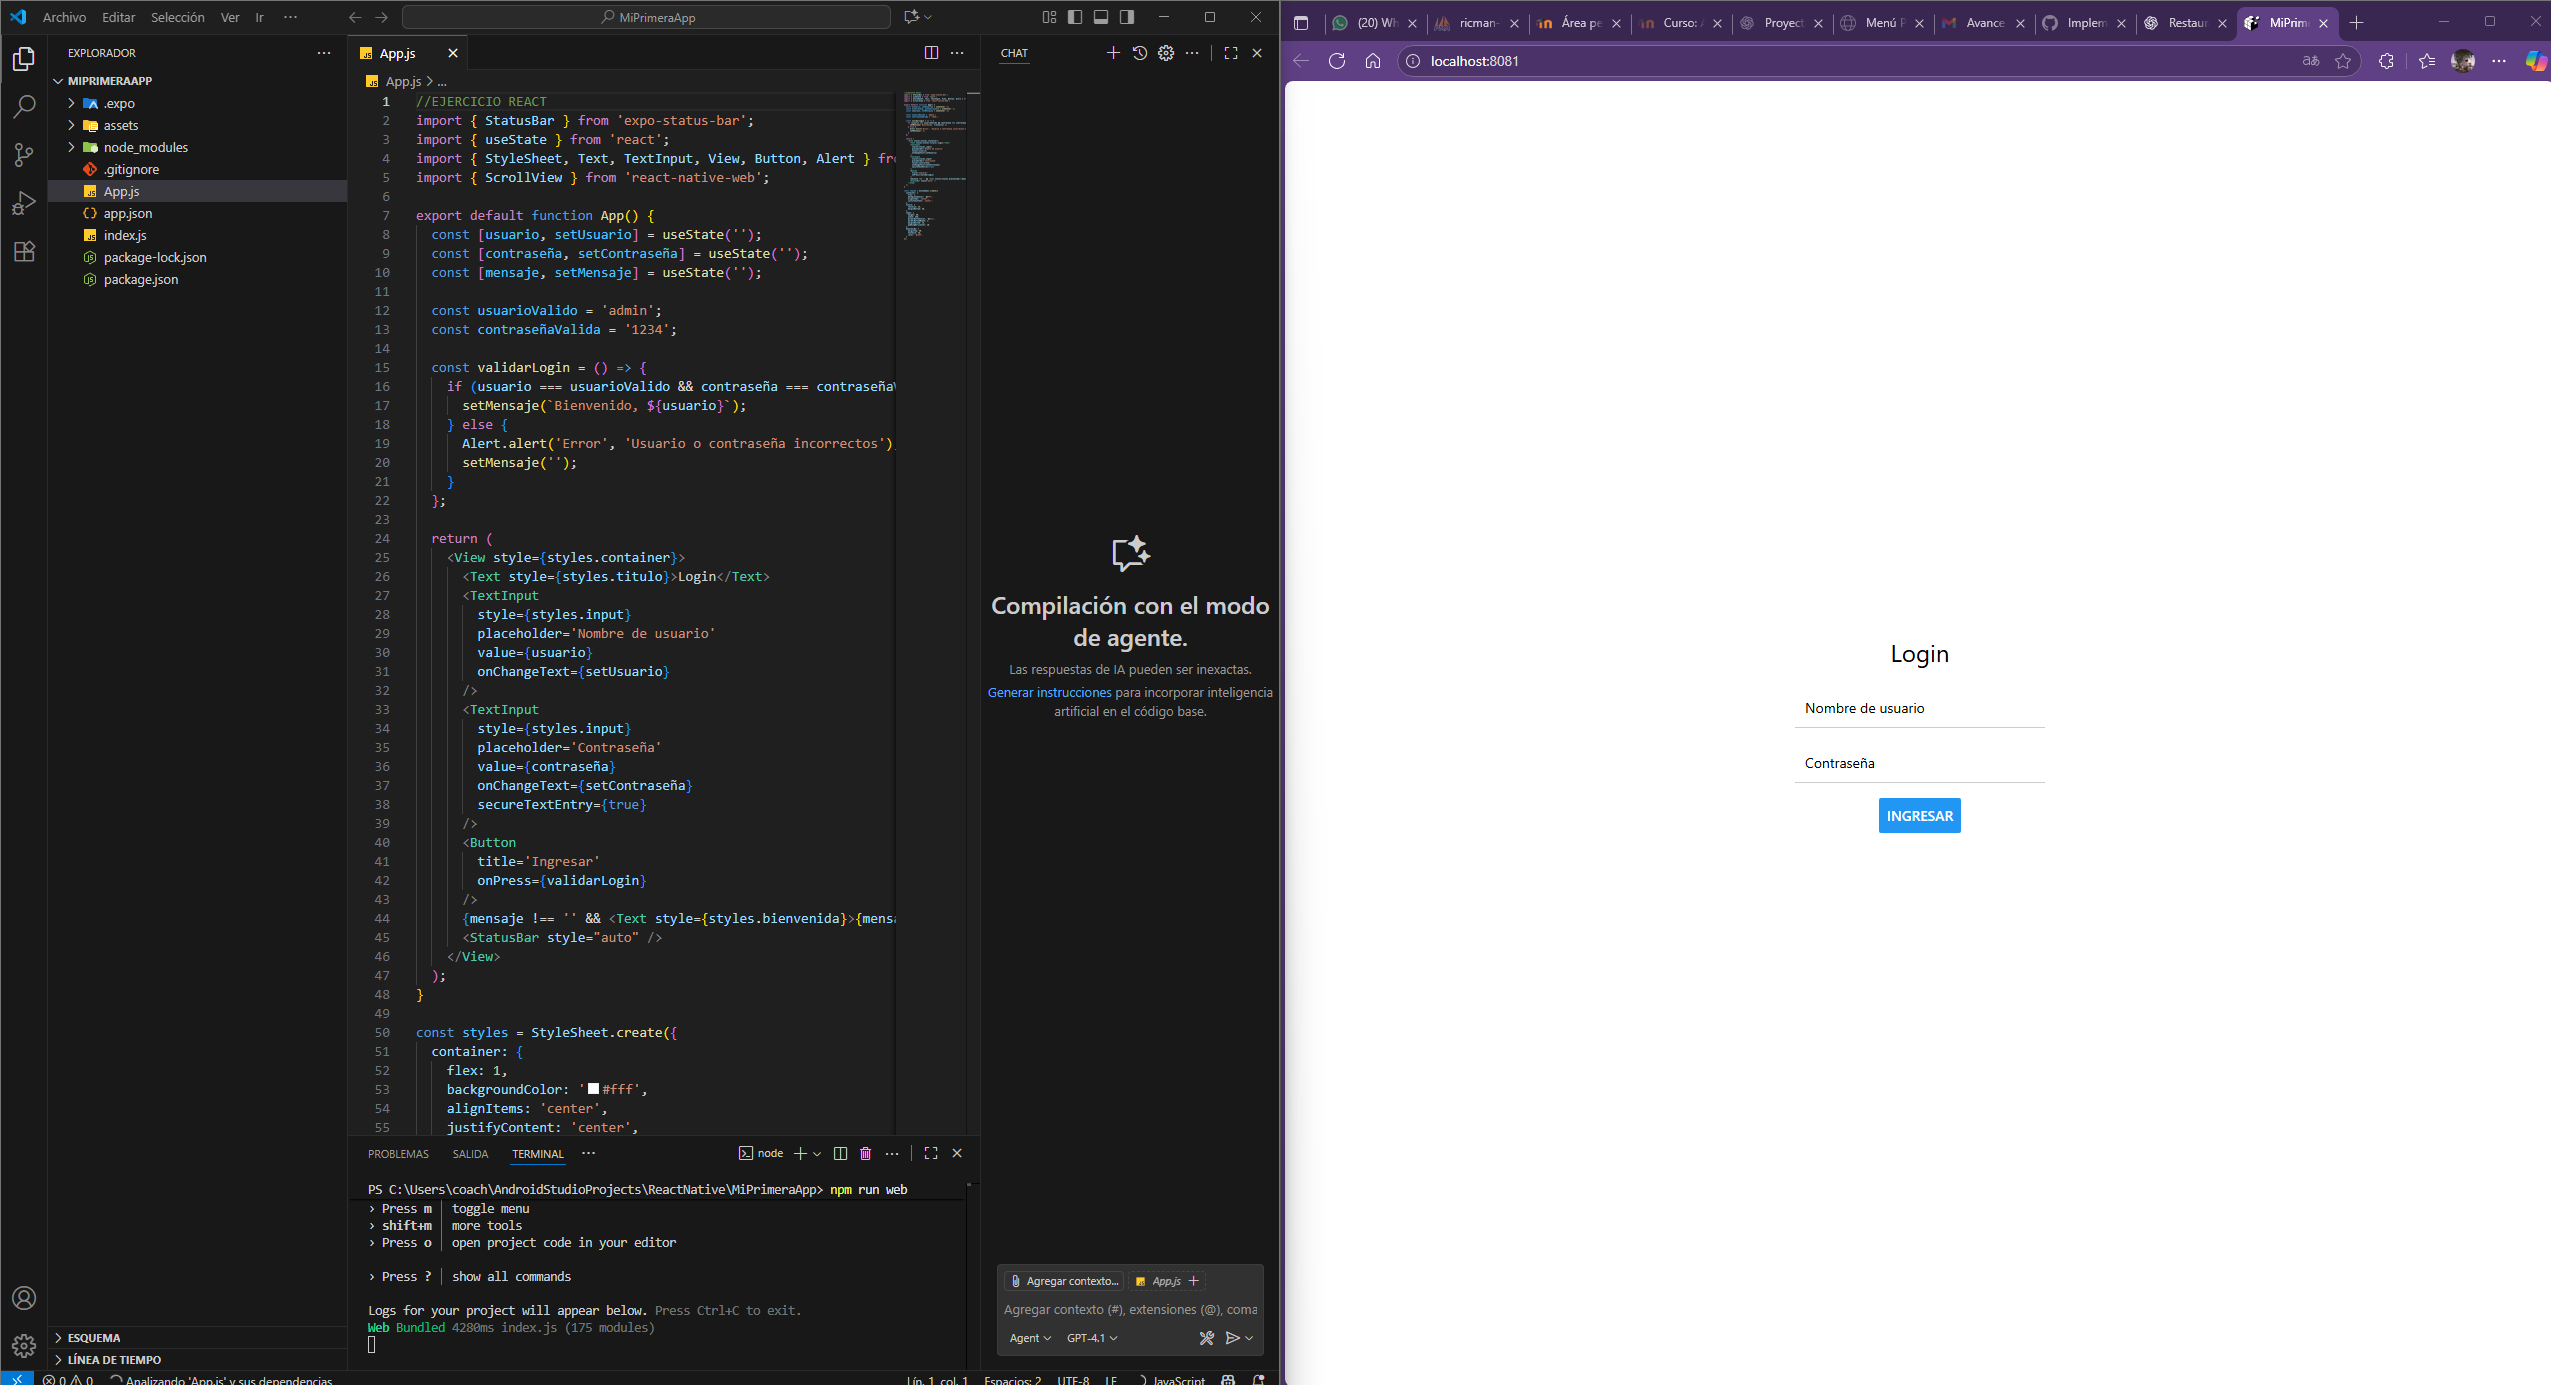 Archivo Editar Selección Ver Ir ···
MiPrimeraApp
EXPLORADOR
MIPRIMERAAPP
.expo
assets
node_modules
.gitignore
App.js
app.json
index.js
package-lock.json
package.json
ESQUEMA
LÍNEA DE TIEMPO
App.js
App.js > ...
1 //EJERCICIO REACT
2 import { StatusBar } from 'expo-status-bar';
3 import { useState } from 'react';
4 import { StyleSheet, Text, TextInput, View, Button, Alert } fro
5 import { ScrollView } from 'react-native-web';
6
7 export default function App() {
8 const [usuario, setUsuario] = useState('');
9 const [contraseña, setContraseña] = useState('');
10 const [mensaje, setMensaje] = useState('');
11
12 const usuarioValido = 'admin';
13 const contraseñaValida = '1234';
14
15 const validarLogin = () => {
16 if (usuario === usuarioValido && contraseña === contraseñaV
17 setMensaje(`Bienvenido, ${usuario}`);
18 } else {
19 Alert.alert('Error', 'Usuario o contraseña incorrectos')
20 setMensaje('');
21 }
22 };
23
24 return (
25 <View style={styles.container}>
26 <Text style={styles.titulo}>Login</Text>
27 <TextInput
28 style={styles.input}
29 placeholder='Nombre de usuario'
30 value={usuario}
31 onChangeText={setUsuario}
32 />
33 <TextInput
34 style={styles.input}
35 placeholder='Contraseña'
36 value={contraseña}
37 onChangeText={setContraseña}
38 secureTextEntry={true}
39 />
40 <Button
41 title='Ingresar'
42 onPress={validarLogin}
43 />
44 {mensaje !== '' && <Text style={styles.bienvenida}>{mensa
45 <StatusBar style="auto" />
46 </View>
47 );
48 }
49
50 const styles = StyleSheet.create({
51 container: {
52 flex: 1,
53 backgroundColor: '#fff',
54 alignItems: 'center',
55 justifyContent: 'center',
PROBLEMAS SALIDA TERMINAL ···
node
PS C:\Users\coach\AndroidStudioProjects\ReactNative\MiPrimeraApp> npm run web
› Press m │ toggle menu
› shift+m │ more tools
› Press o │ open project code in your editor
› Press ? │ show all commands
Logs for your project will appear below. Press Ctrl+C to exit.
Web Bundled 4280ms index.js (175 modules)
CHAT
Compilación con el modo
de agente.
Las respuestas de IA pueden ser inexactas.
Generar instrucciones para incorporar inteligencia
artificial en el código base.
Agregar contexto... App.js +
Agregar contexto (#), extensiones (@), coma
Agent GPT-4.1
0 0 Analizando 'App.js' y sus dependencias
Lín. 1, col. 1 Espacios: 2 UTF-8 LF JavaScript
(20) Wh
ricman-
Área pe
Curso: A
Proyect
Menú P
Avance
Implem
Restaur
MiPrim
localhost:8081
Login
Nombre de usuario
Contraseña
INGRESAR